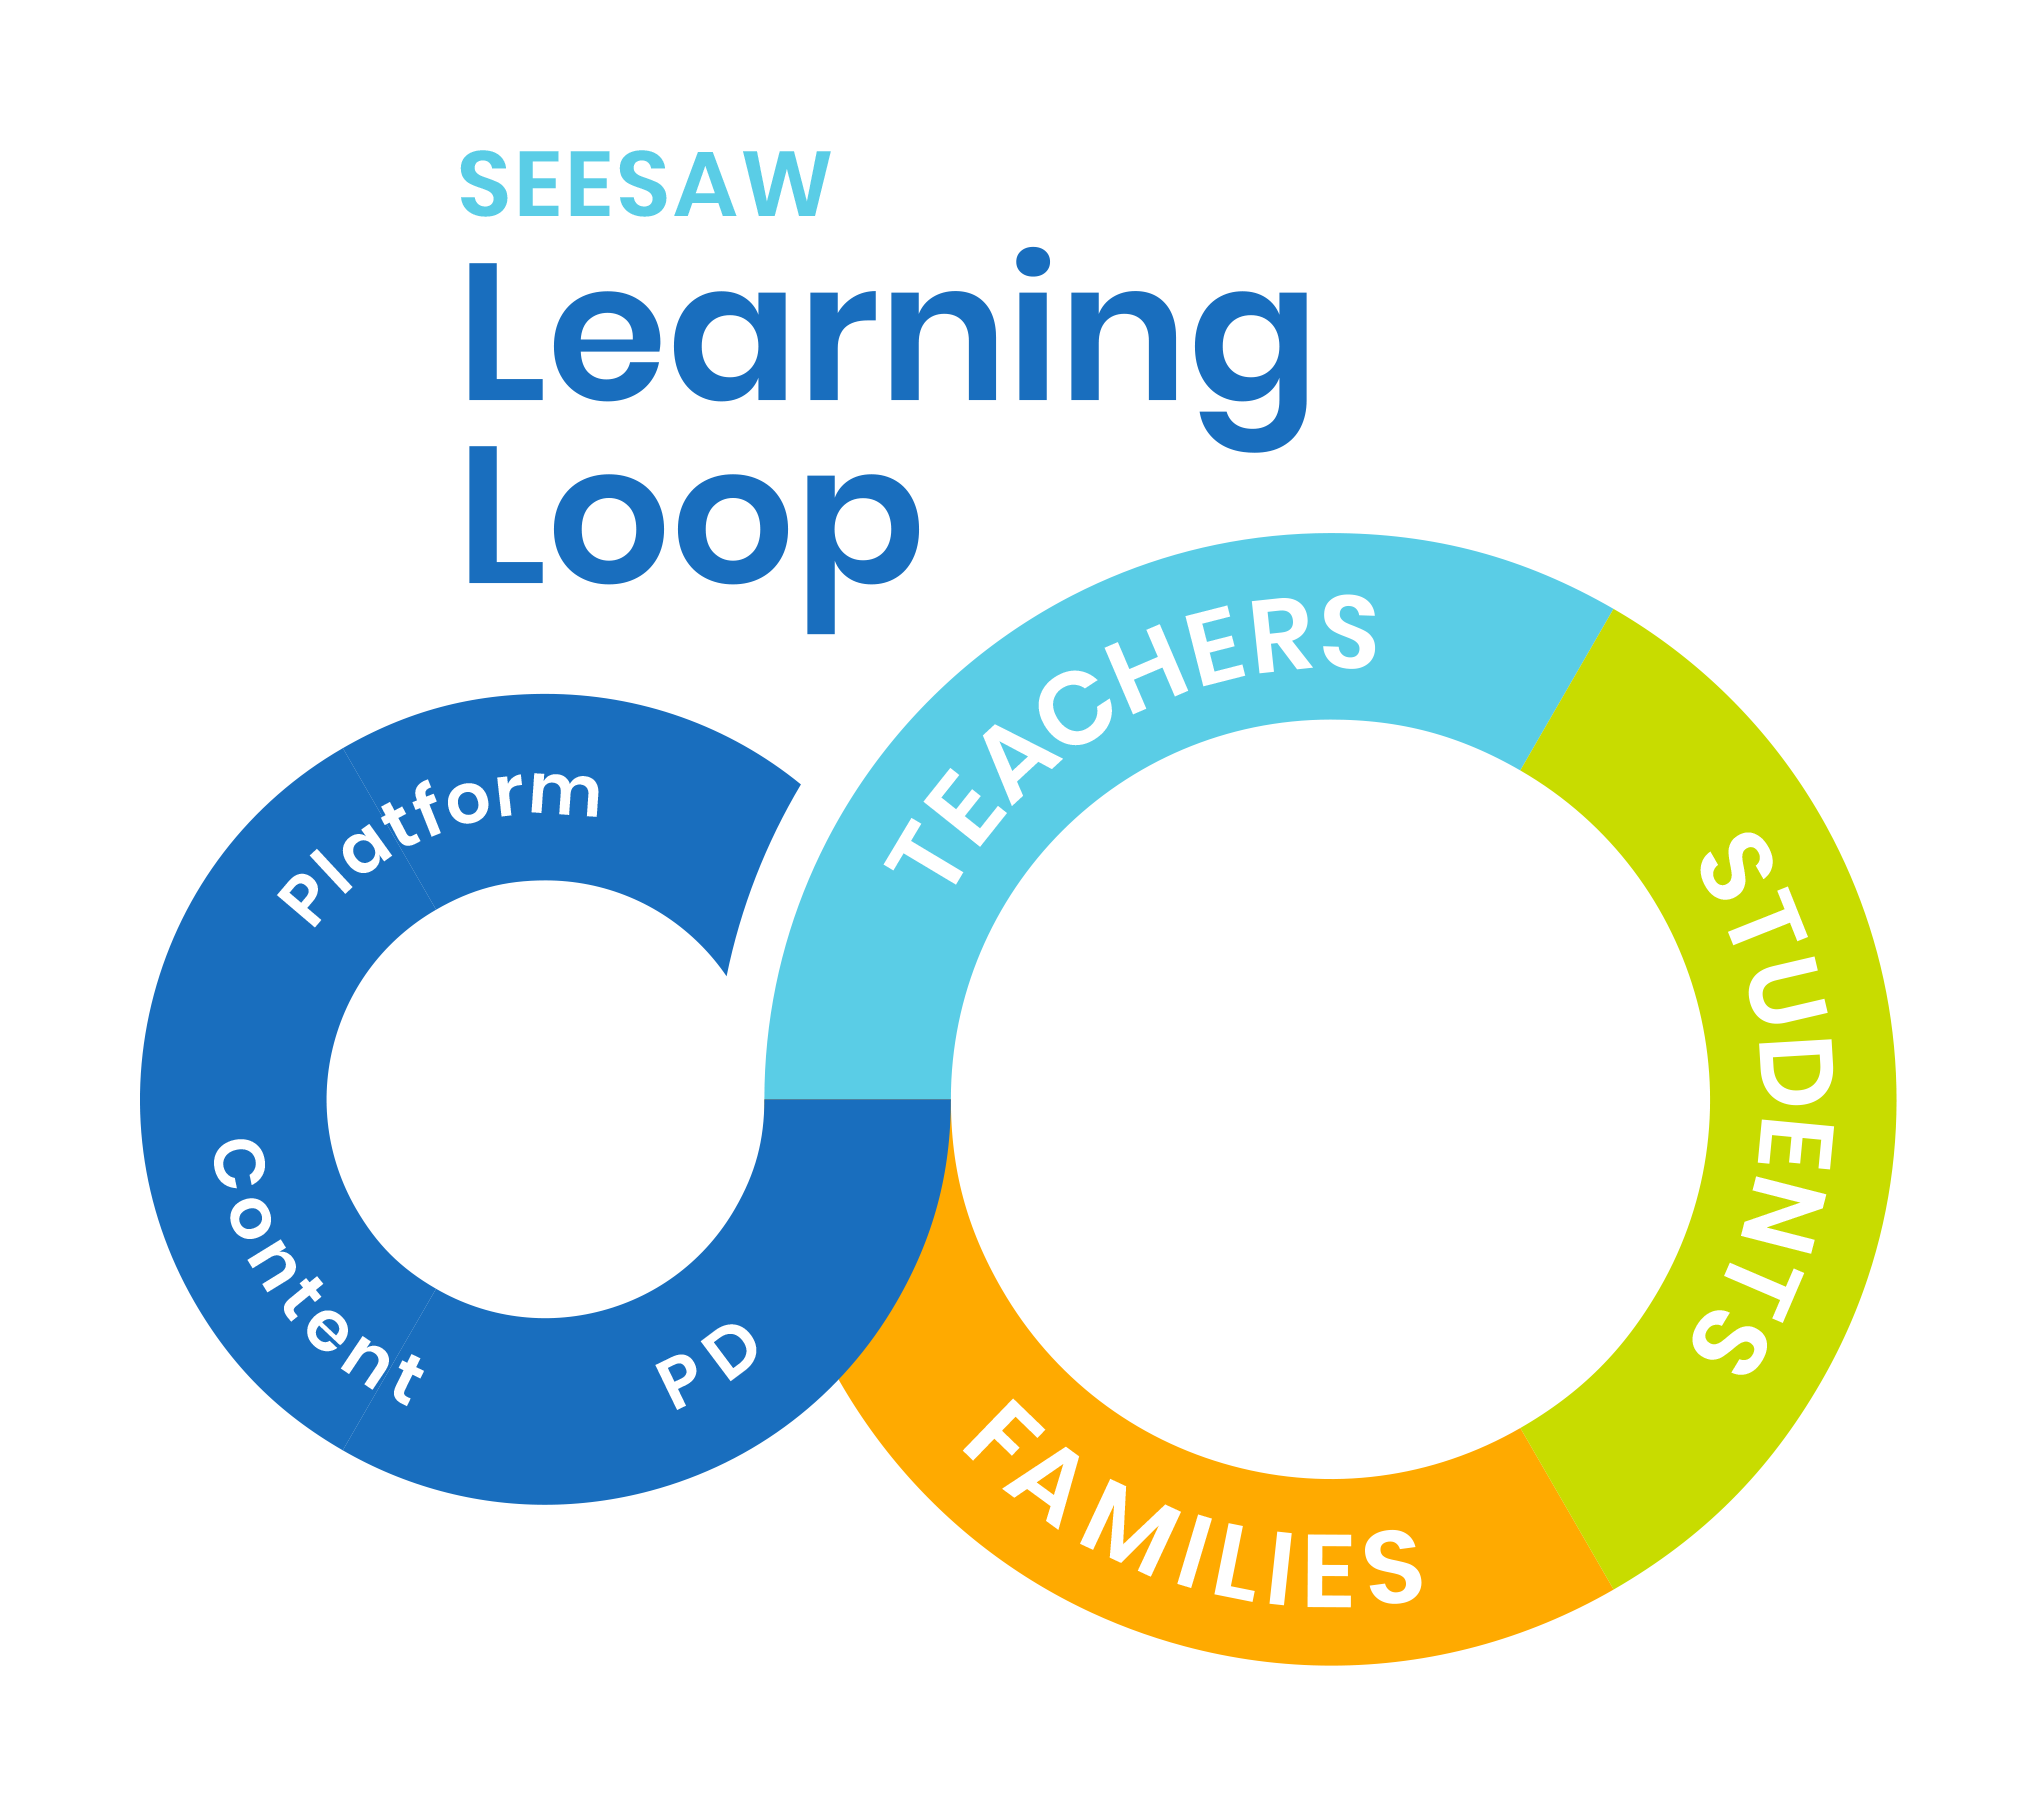 SEESAW
Learning
Loop
TEACHERS
Platform
STUDENTS
Content
PD
FAMILIES